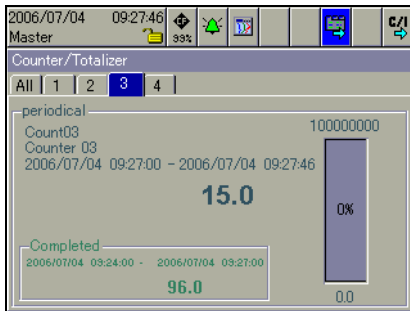 2006/07/04 09:27:46
Master
99%
C/I
Counter/Totalizer
All 1 2 3 4
periodical
Count03
Counter 03
2006/07/04 09:27:00 - 2006/07/04 09:27:46
15.0
100000000
0%
0.0
Completed
2006/07/04 09:24:00 - 2006/07/04 09:27:00
96.0